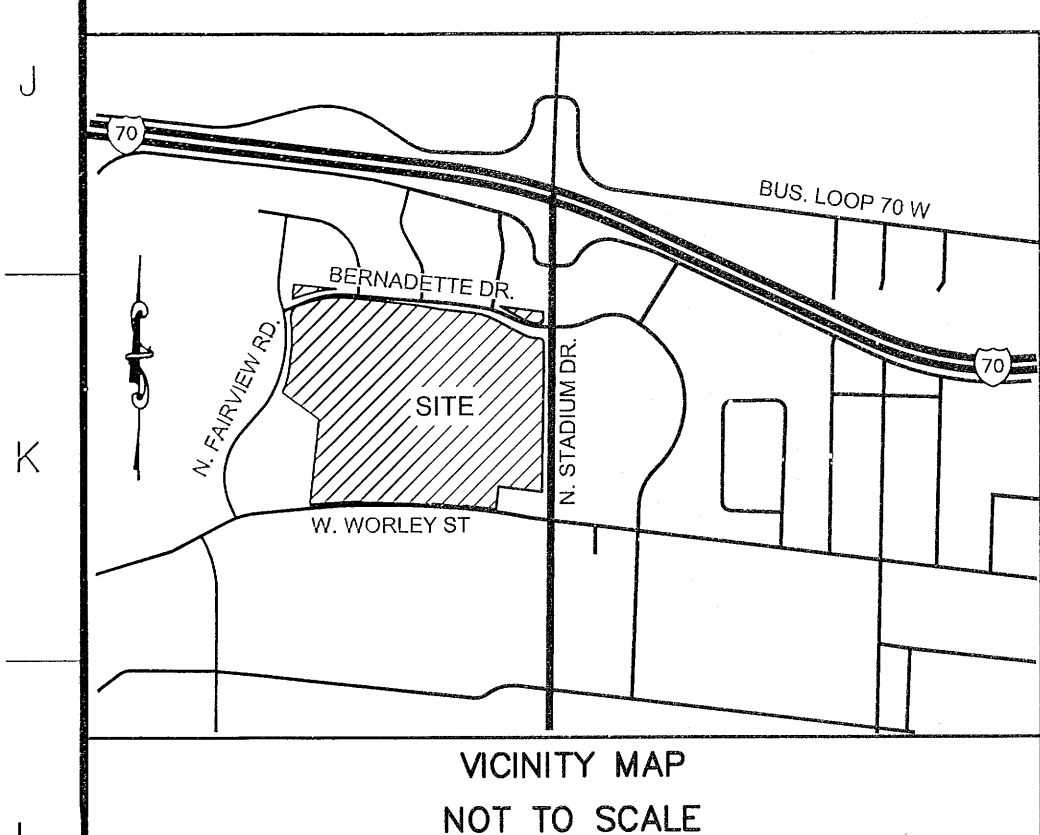 J
70
BUS. LOOP 70 W
BERNADETTE DR.
N. FAIRVIEW RD.
SITE
N. STADIUM DR.
70
K
W. WORLEY ST
VICINITY MAP
NOT TO SCALE